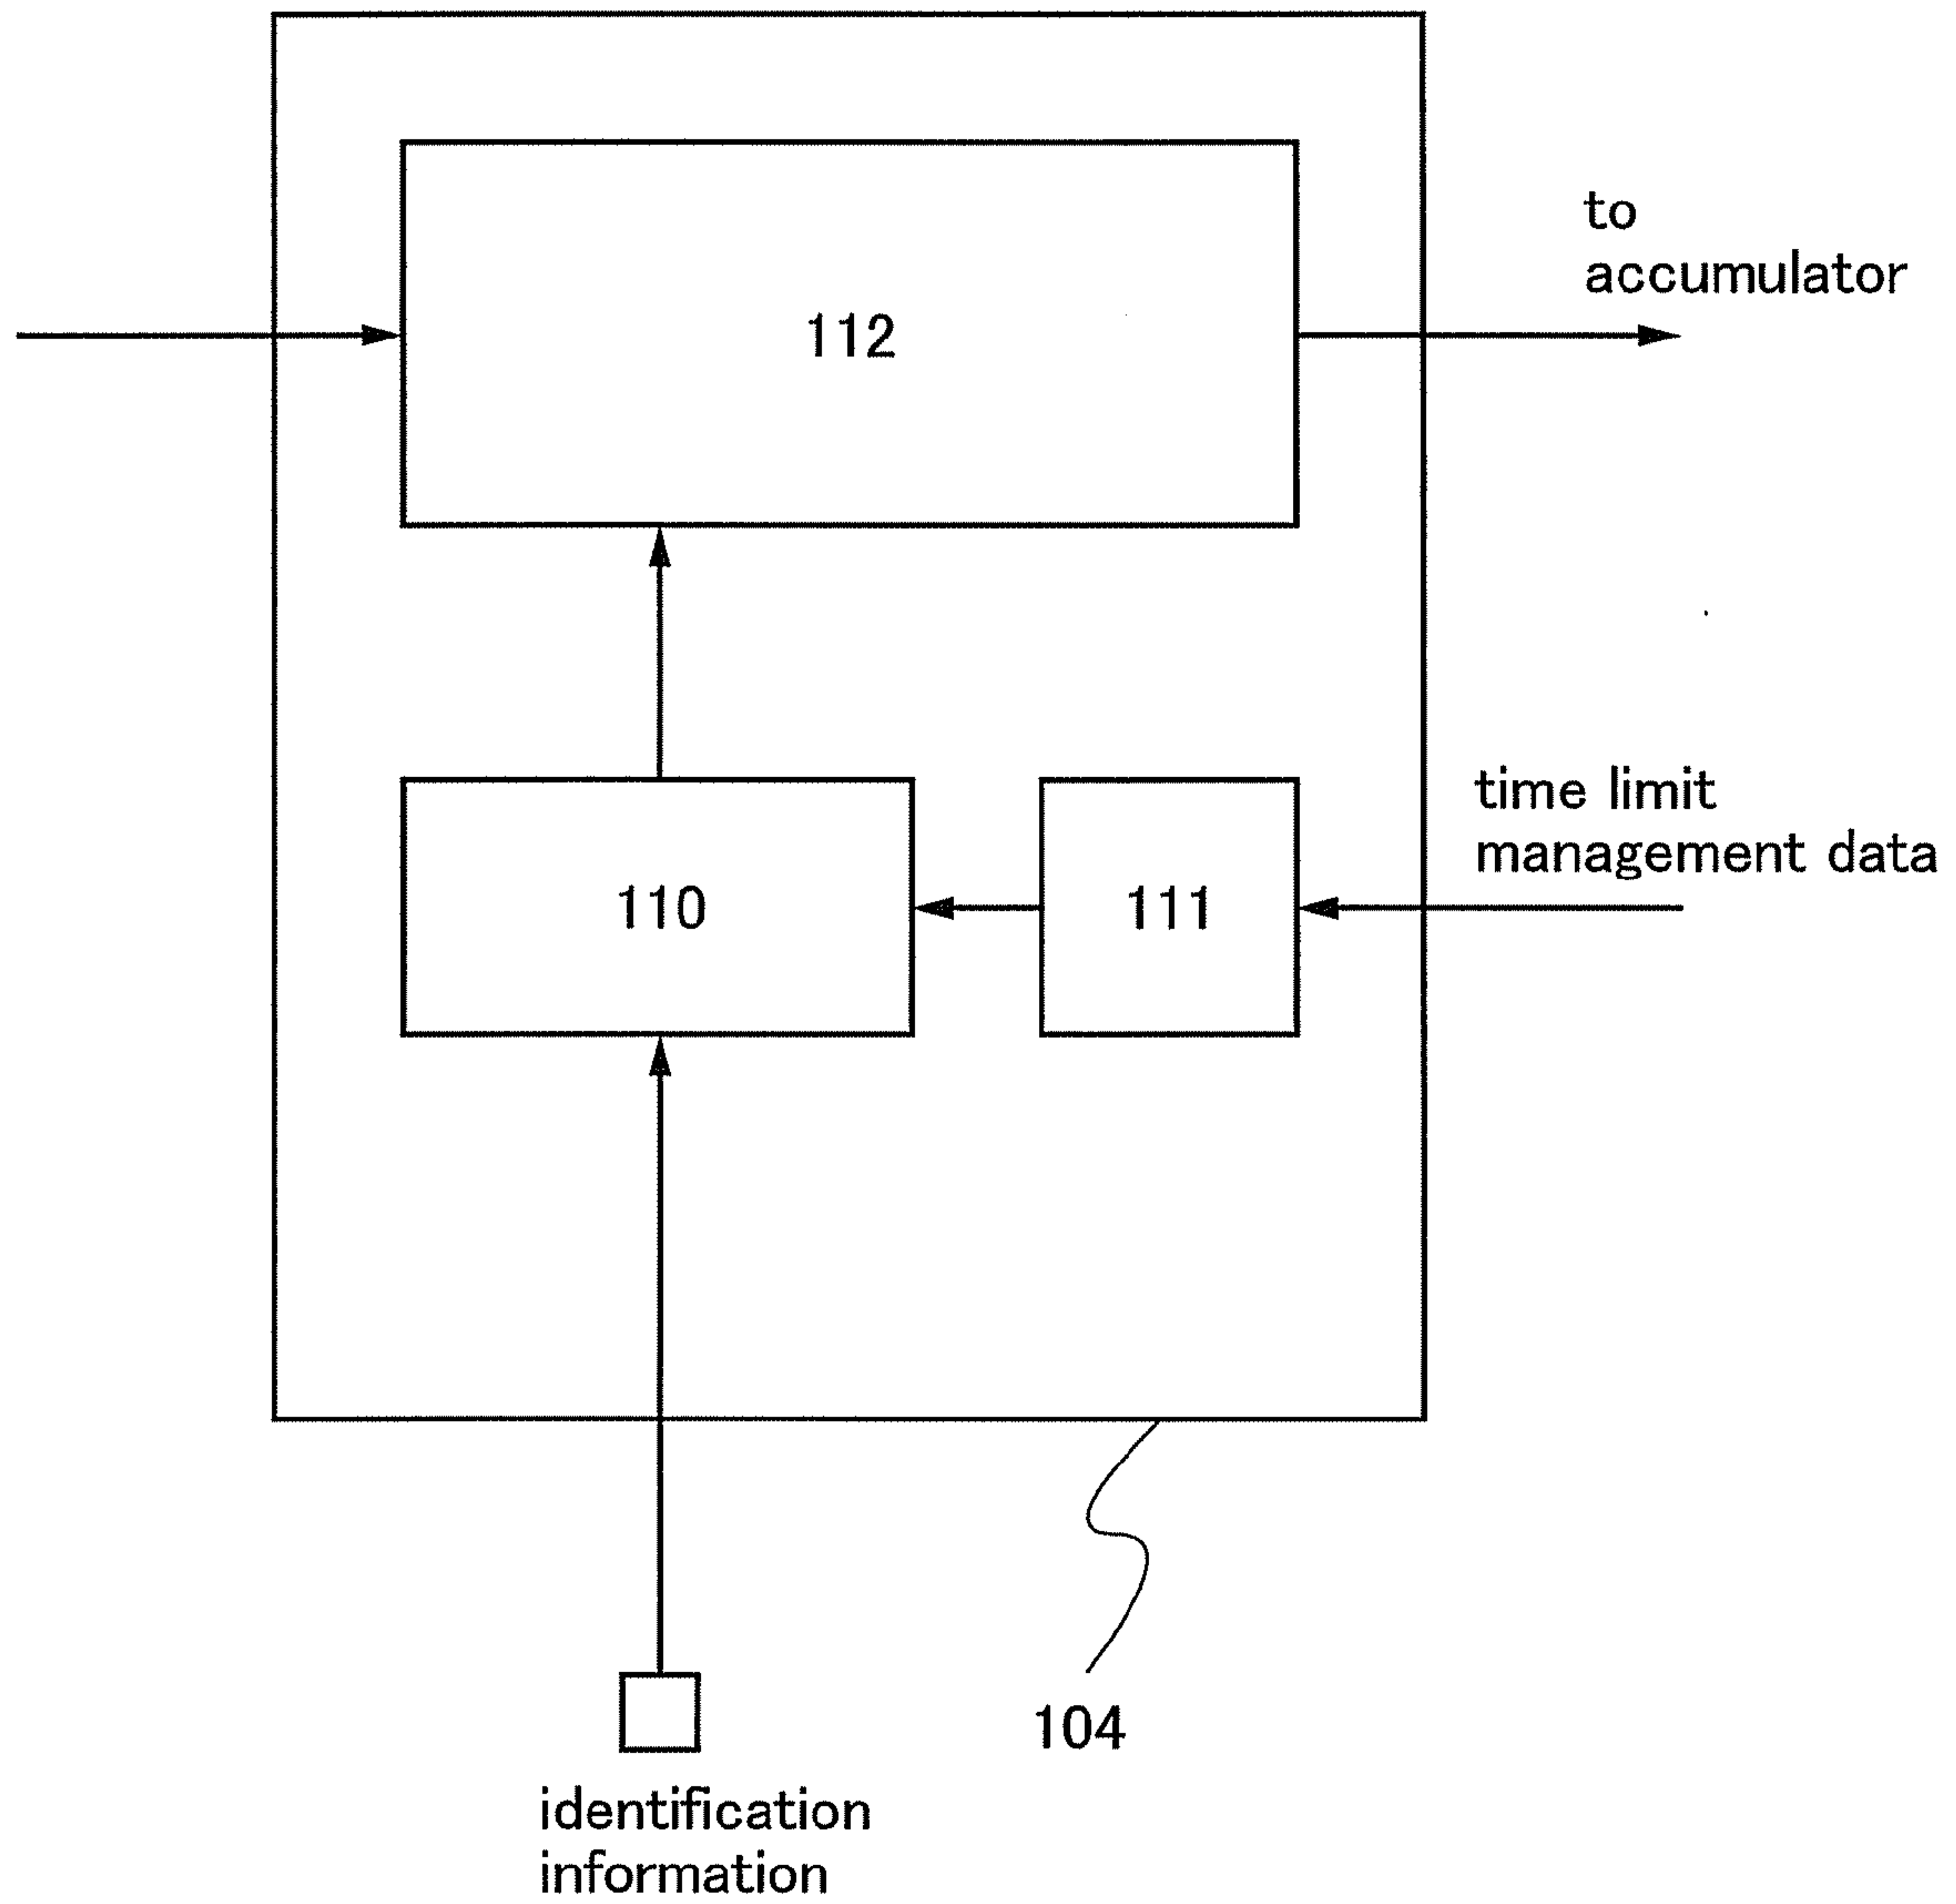 to
accumulator
112
time limit
management data
110
111
104
identification
information